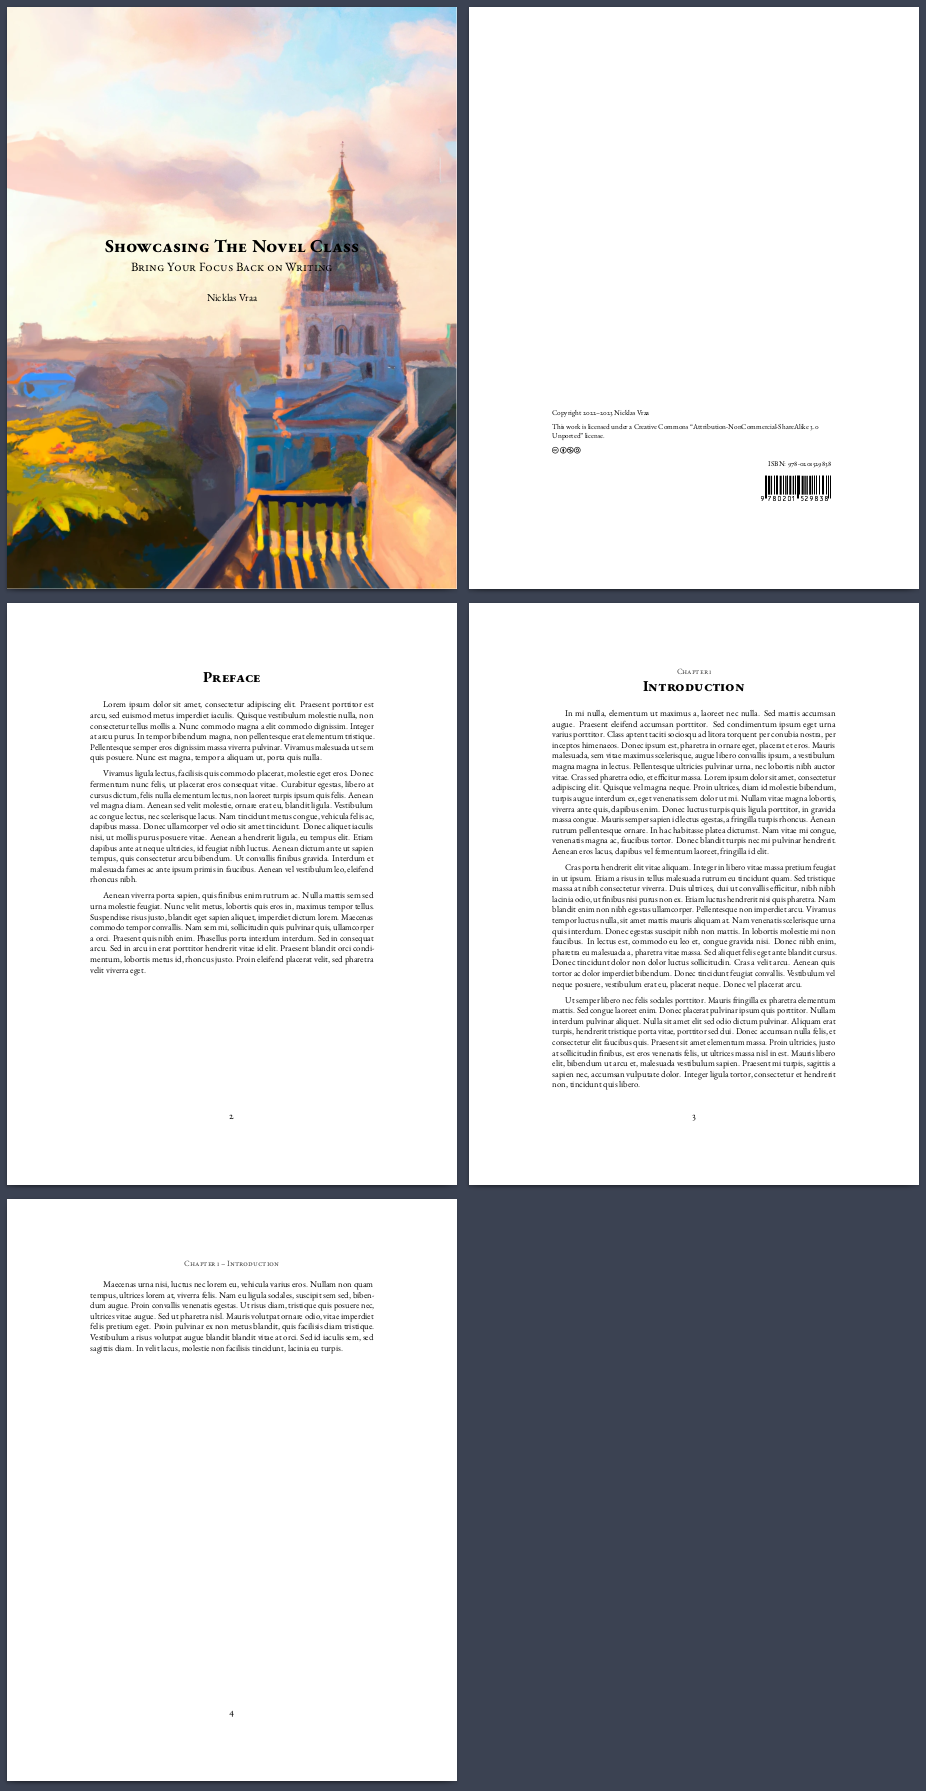 Showcasing The Novel Class
Bring Your Focus Back on Writing
Nicklas Vraa
Copyright 2022–2023 Nicklas Vraa
This work is licensed under a Creative Commons “Attribution-NonCommercial-ShareAlike 3.0
Unported” license.
ISBN: 978-0201529838
9 780201 529838
Preface
Lorem ipsum dolor sit amet, consectetur adipiscing elit. Praesent porttitor est
arcu, sed euismod metus imperdiet iaculis. Quisque vestibulum molestie nulla, non
consectetur tellus mollis a. Nunc commodo magna a elit commodo dignissim. Integer
at arcu purus. In tempor bibendum magna, non pellentesque erat elementum tristique.
Pellentesque semper eros dignissim massa viverra pulvinar. Vivamus malesuada ut sem
quis posuere. Nunc est magna, tempor a aliquam ut, porta quis nulla.
Vivamus ligula lectus, facilisis quis commodo placerat, molestie eget eros. Donec
fermentum nunc felis, ut placerat eros consequat vitae. Curabitur egestas, libero at
cursus dictum, felis nulla elementum lectus, non laoreet turpis ipsum quis felis. Aenean
vel magna diam. Aenean sed velit molestie, ornare erat eu, blandit ligula. Vestibulum
ac congue lectus, nec scelerisque lacus. Nam tincidunt metus congue, vehicula felis ac,
dapibus massa. Donec ullamcorper vel odio sit amet tincidunt. Donec aliquet iaculis
nisi, ut mollis purus posuere vitae. Aenean a hendrerit ligula, eu tempus elit. Etiam
dapibus ante at neque ultricies, id feugiat nibh luctus. Aenean dictum ante ut sapien
tempus, quis consectetur arcu bibendum. Ut convallis finibus gravida. Interdum et
malesuada fames ac ante ipsum primis in faucibus. Aenean vel vestibulum leo, eleifend
rhoncus nibh.
Aenean viverra porta sapien, quis finibus enim rutrum ac. Nulla mattis sem sed
urna molestie feugiat. Nunc velit metus, lobortis quis eros in, maximus tempor tellus.
Suspendisse risus justo, blandit eget sapien aliquet, imperdiet dictum lorem. Maecenas
commodo tempor convallis. Nam sem mi, sollicitudin quis pulvinar quis, ullamcorper
a orci. Praesent quis nibh enim. Phasellus porta interdum interdum. Sed in consequat
arcu. Sed in arcu in erat porttitor hendrerit vitae id elit. Praesent blandit orci condi-
mentum, lobortis metus id, rhoncus justo. Proin eleifend placerat velit, sed pharetra
velit viverra eget.
2
Chapter 1
Introduction
In mi nulla, elementum ut maximus a, laoreet nec nulla. Sed mattis accumsan
augue. Praesent eleifend accumsan porttitor. Sed condimentum ipsum eget urna
varius porttitor. Class aptent taciti sociosqu ad litora torquent per conubia nostra, per
inceptos himenaeos. Donec ipsum est, pharetra in ornare eget, placerat et eros. Mauris
malesuada, sem vitae maximus scelerisque, augue libero convallis ipsum, a vestibulum
magna magna in lectus. Pellentesque ultricies pulvinar urna, nec lobortis nibh auctor
vitae. Cras sed pharetra odio, et efficitur massa. Lorem ipsum dolor sit amet, consectetur
adipiscing elit. Quisque vel magna neque. Proin ultrices, diam id molestie bibendum,
turpis augue interdum ex, eget venenatis sem dolor ut mi. Nullam vitae magna lobortis,
viverra ante quis, dapibus enim. Donec luctus turpis quis ligula porttitor, in gravida
massa congue. Mauris semper sapien id lectus egestas, a fringilla turpis rhoncus. Aenean
rutrum pellentesque ornare. In hac habitasse platea dictumst. Nam vitae mi congue,
venenatis magna ac, faucibus tortor. Donec blandit turpis nec mi pulvinar hendrerit.
Aenean eros lacus, dapibus vel fermentum laoreet, fringilla id elit.
Cras porta hendrerit elit vitae aliquam. Integer in libero vitae massa pretium feugiat
in ut ipsum. Etiam a risus in tellus malesuada rutrum eu tincidunt quam. Sed tristique
massa at nibh consectetur viverra. Duis ultrices, dui ut convallis efficitur, nibh nibh
lacinia odio, ut finibus nisi purus non ex. Etiam luctus hendrerit nisi quis pharetra. Nam
blandit enim non nibh egestas ullamcorper. Pellentesque non imperdiet arcu. Vivamus
tempor luctus nulla, sit amet mattis mauris aliquam at. Nam venenatis scelerisque urna
quis interdum. Donec egestas suscipit nibh non mattis. In lobortis molestie mi non
faucibus. In lectus est, commodo eu leo et, congue gravida nisi. Donec nibh enim,
pharetra eu malesuada a, pharetra vitae massa. Sed aliquet felis eget ante blandit cursus.
Donec tincidunt dolor non dolor luctus sollicitudin. Cras a velit arcu. Aenean quis
tortor ac dolor imperdiet bibendum. Donec tincidunt feugiat convallis. Vestibulum vel
neque posuere, vestibulum erat eu, placerat neque. Donec vel placerat arcu.
Ut semper libero nec felis sodales porttitor. Mauris fringilla ex pharetra elementum
mattis. Sed congue laoreet enim. Donec placerat pulvinar ipsum quis porttitor. Nullam
interdum pulvinar aliquet. Nulla sit amet elit sed odio dictum pulvinar. Aliquam erat
turpis, hendrerit tristique porta vitae, porttitor sed dui. Donec accumsan nulla felis, et
consectetur elit faucibus quis. Praesent sit amet elementum massa. Proin ultricies, justo
at sollicitudin finibus, est eros venenatis felis, ut ultrices massa nisl in est. Mauris libero
elit, bibendum ut arcu et, malesuada vestibulum sapien. Praesent mi turpis, sagittis a
sapien nec, accumsan vulputate dolor. Integer ligula tortor, consectetur et hendrerit
non, tincidunt quis libero.
3
Chapter 1 – Introduction
Maecenas urna nisi, luctus nec lorem eu, vehicula varius eros. Nullam non quam
tempus, ultrices lorem at, viverra felis. Nam eu ligula sodales, suscipit sem sed, biben-
dum augue. Proin convallis venenatis egestas. Ut risus diam, tristique quis posuere nec,
ultrices vitae augue. Sed ut pharetra nisl. Mauris volutpat ornare odio, vitae imperdiet
felis pretium eget. Proin pulvinar ex non metus blandit, quis facilisis diam tristique.
Vestibulum a risus volutpat augue blandit blandit vitae at orci. Sed id iaculis sem, sed
sagittis diam. In velit lacus, molestie non facilisis tincidunt, lacinia eu turpis.
4